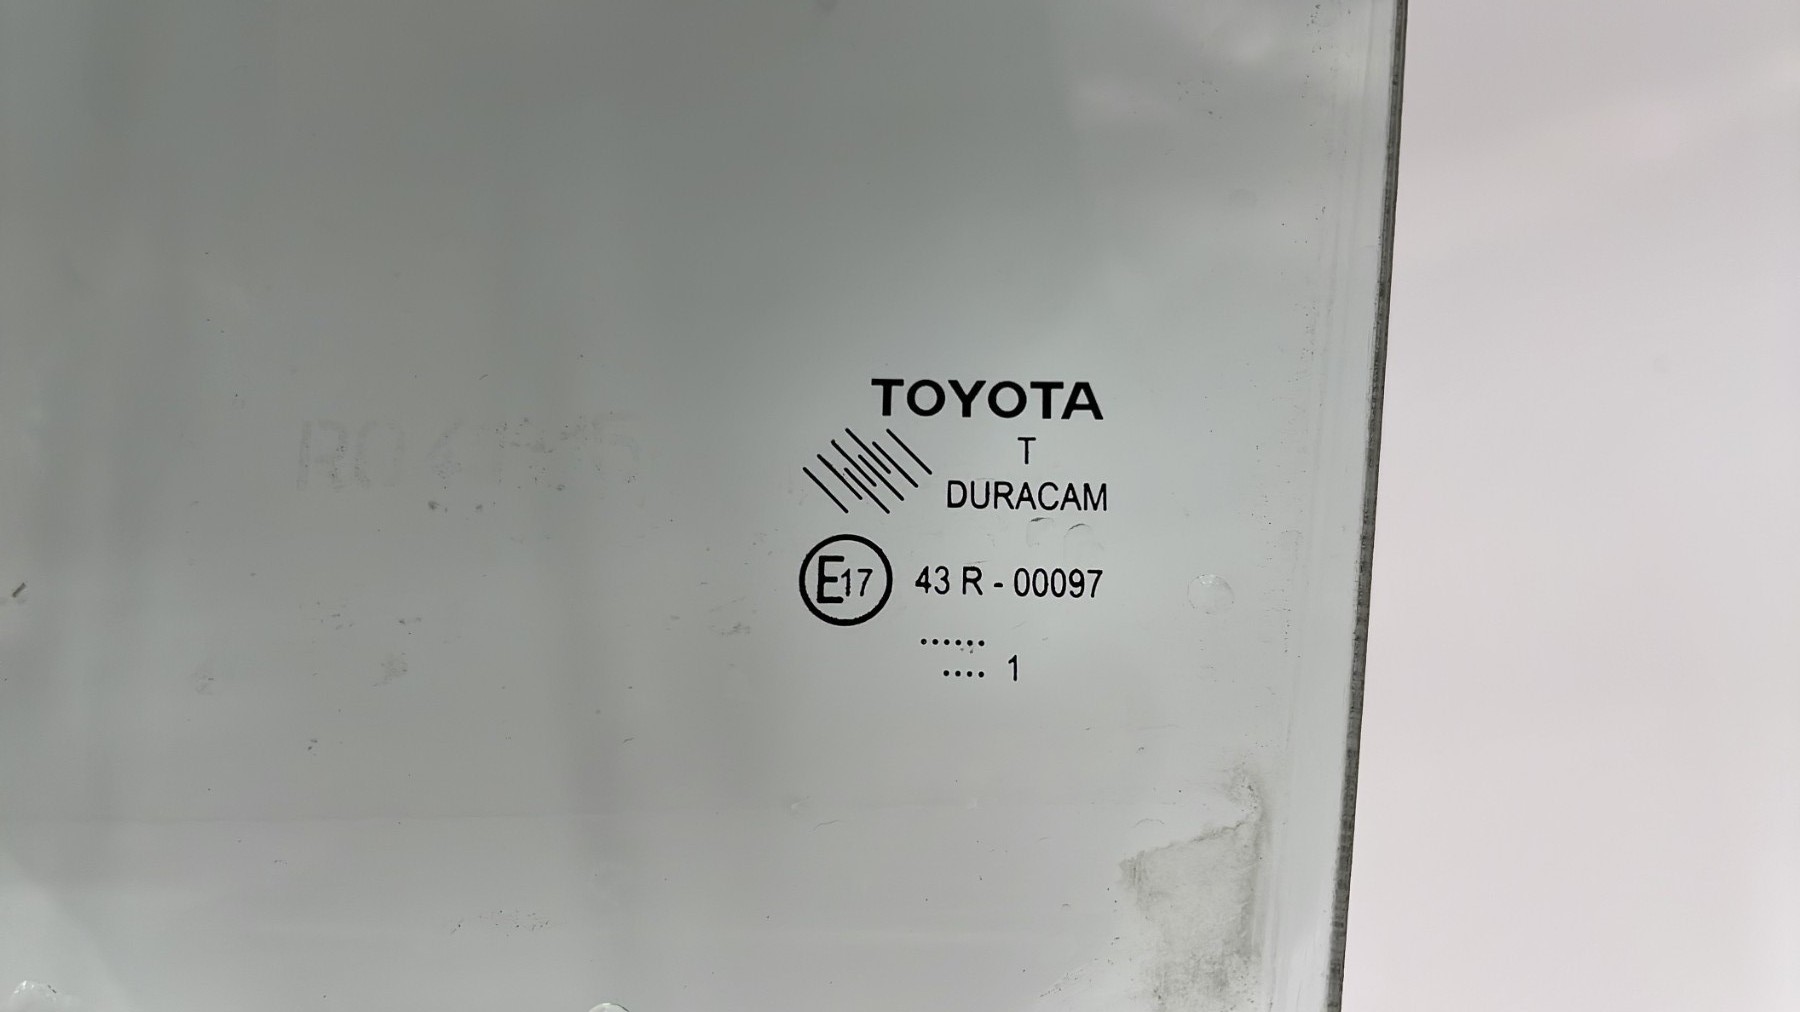 TOYOTA
T
DURACAM
E17 43 R - 00097
......
.... 1